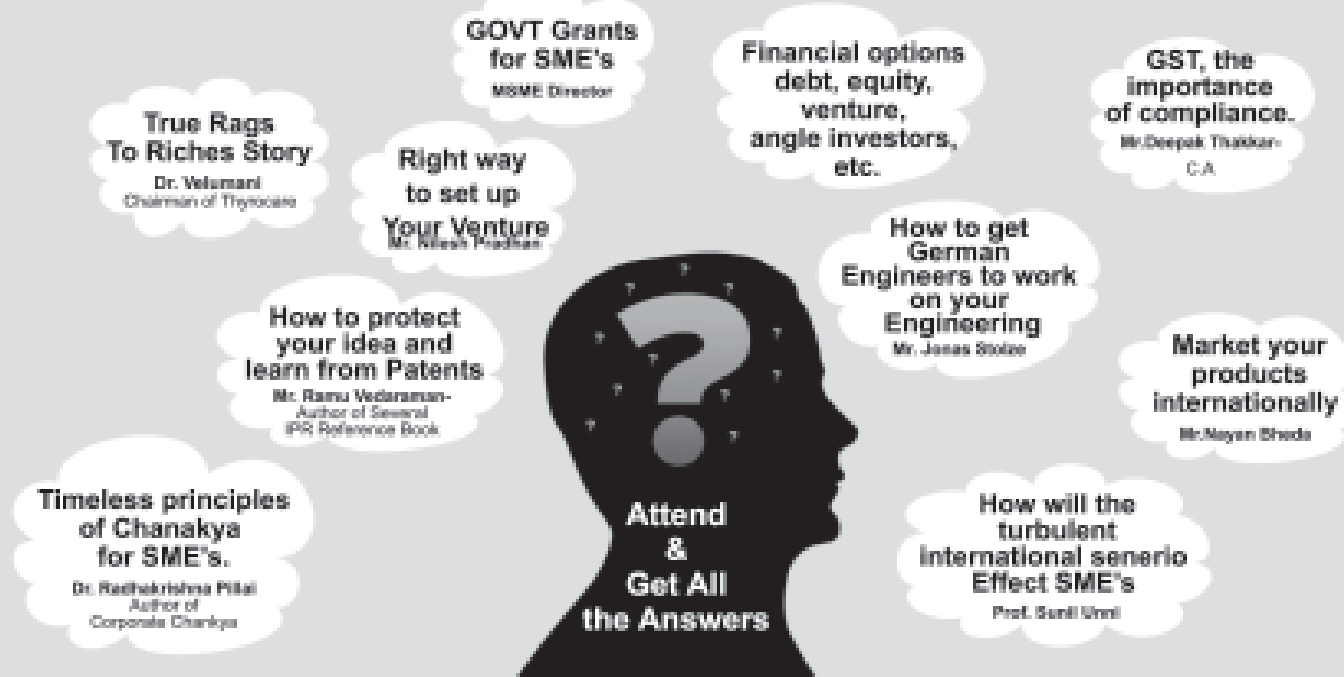 GOVT Grants
for SME's
MSME Director
Financial options
debt, equity,
venture,
angle investors,
etc.
GST, the
importance
of compliance.
Mr.Deepak Thakkar-
C.A
True Rags
To Riches Story
Dr. Velumani
Chairman of Thyrocare
Right way
to set up
Your Venture
Mr. Nilesh Pradhan
How to get
German
Engineers to work
on your
Engineering
Mr. Jonas Stolze
How to protect
your idea and
learn from Patents
Mr. Ramu Vedaraman-
Author of Several
IPR Reference Book
Market your
products
internationally
Mr.Nayan Bheda
Timeless principles
of Chanakya
for SME's.
Dr. Radhakrishna Pillai
Author of
Corporate Chankya
How will the
turbulent
international senerio
Effect SME's
Prof. Sunil Unni
?
?
?
?
?
?
?
?
?
?
?
?
?
Attend
&
Get All
the Answers